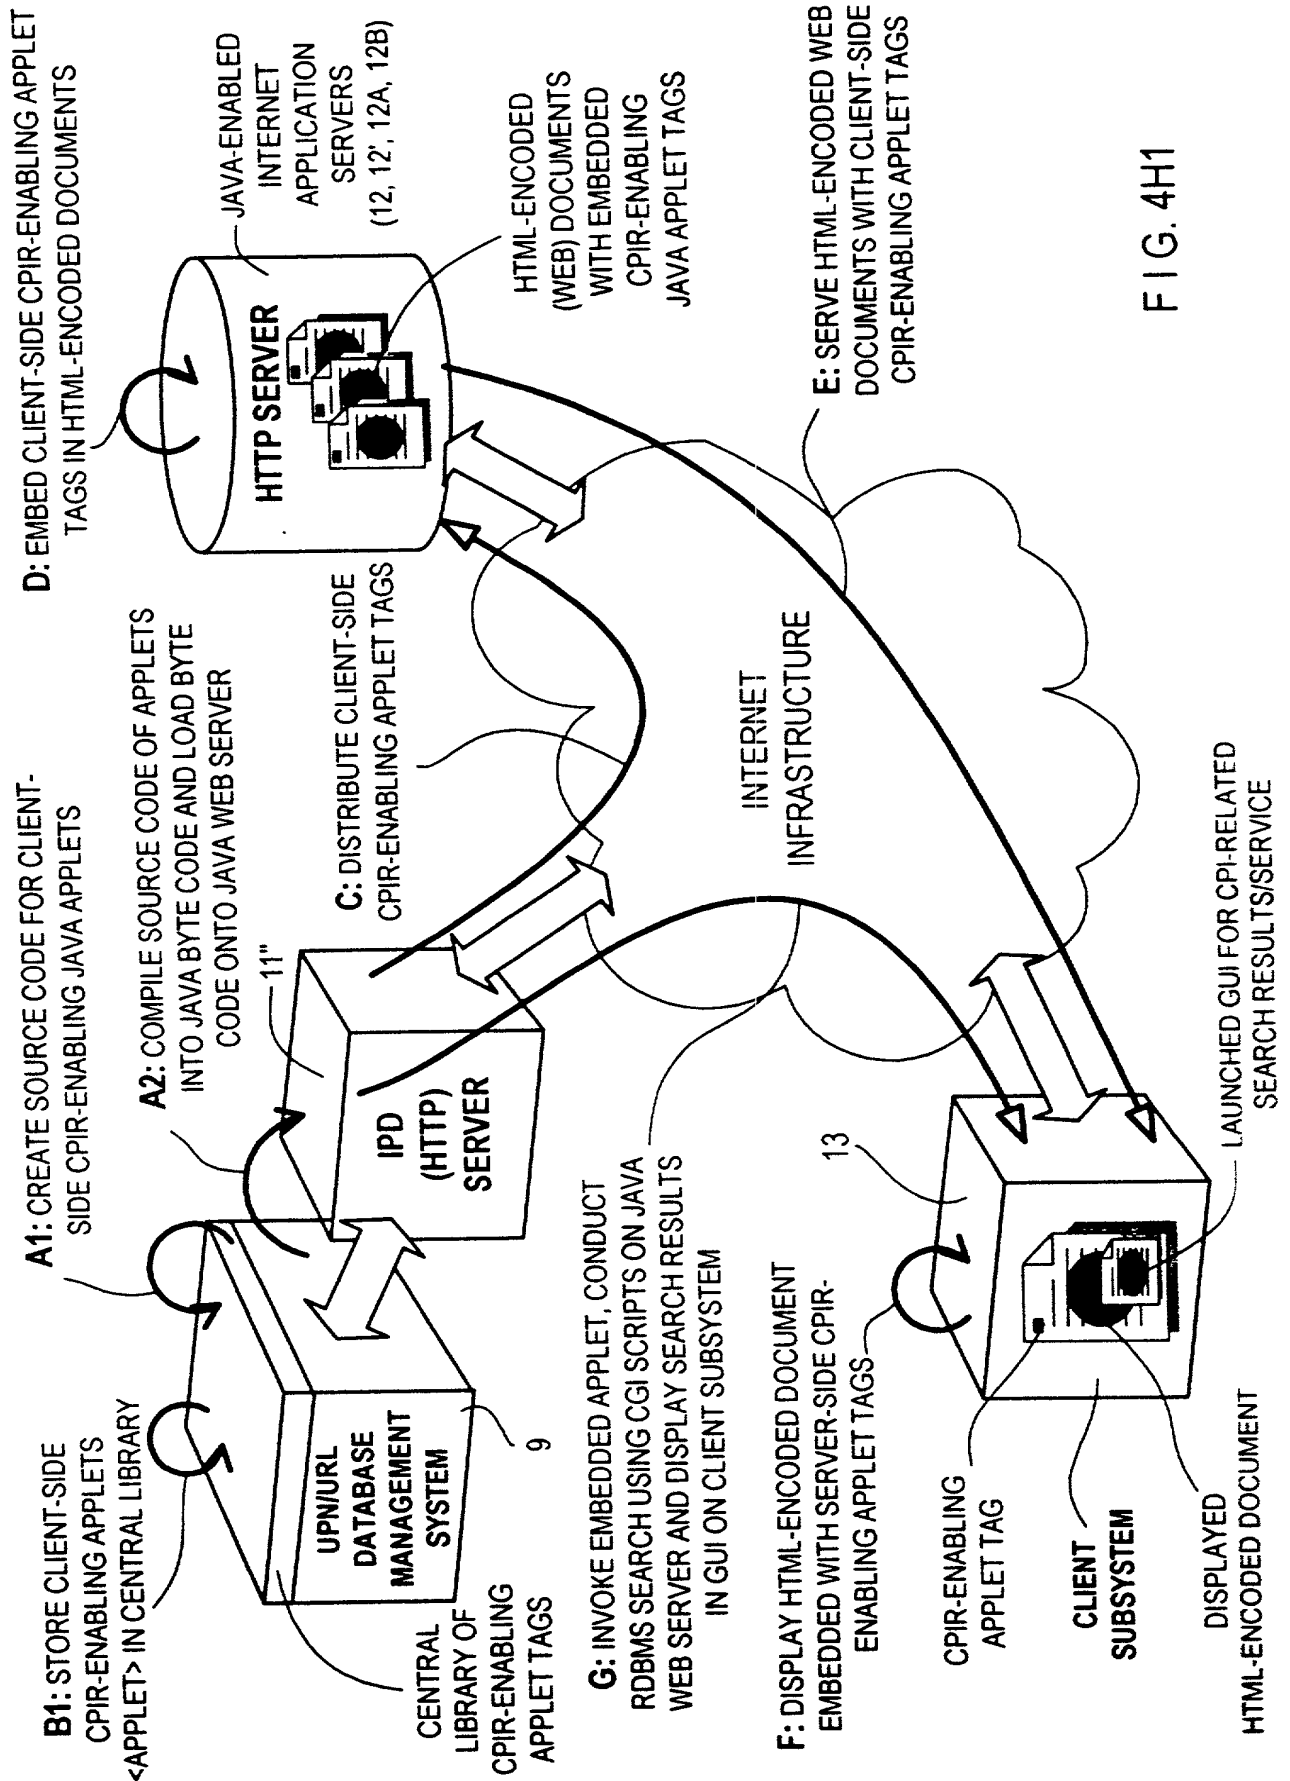 B1: STORE CLIENT-SIDE
CPIR-ENABLING APPLETS
<APPLET> IN CENTRAL LIBRARY
A1: CREATE SOURCE CODE FOR CLIENT-
SIDE CPIR-ENABLING JAVA APPLETS
A2: COMPILE SOURCE CODE OF APPLETS
INTO JAVA BYTE CODE AND LOAD BYTE
CODE ONTO JAVA WEB SERVER
D: EMBED CLIENT-SIDE CPIR-ENABLING APPLET
TAGS IN HTML-ENCODED DOCUMENTS
JAVA-ENABLED
INTERNET
APPLICATION
SERVERS
(12, 12', 12A, 12B)
HTTP SERVER
HTML-ENCODED
(WEB) DOCUMENTS
WITH EMBEDDED
CPIR-ENABLING
JAVA APPLET TAGS
11"
IPD
(HTTP)
SERVER
UPN/URL
DATABASE
MANAGEMENT
SYSTEM
9
CENTRAL
LIBRARY OF
CPIR-ENABLING
APPLET TAGS
C: DISTRIBUTE CLIENT-SIDE
CPIR-ENABLING APPLET TAGS
INTERNET
INFRASTRUCTURE
E: SERVE HTML-ENCODED WEB
DOCUMENTS WITH CLIENT-SIDE
CPIR-ENABLING APPLET TAGS
G: INVOKE EMBEDDED APPLET, CONDUCT
RDBMS SEARCH USING CGI SCRIPTS ON JAVA
WEB SERVER AND DISPLAY SEARCH RESULTS
IN GUI ON CLIENT SUBSYSTEM
F: DISPLAY HTML-ENCODED DOCUMENT
EMBEDDED WITH SERVER-SIDE CPIR-
ENABLING APPLET TAGS
13
CPIR-ENABLING
APPLET TAG
CLIENT
SUBSYSTEM
DISPLAYED
HTML-ENCODED DOCUMENT
LAUNCHED GUI FOR CPI-RELATED
SEARCH RESULTS/SERVICE
FIG. 4H1